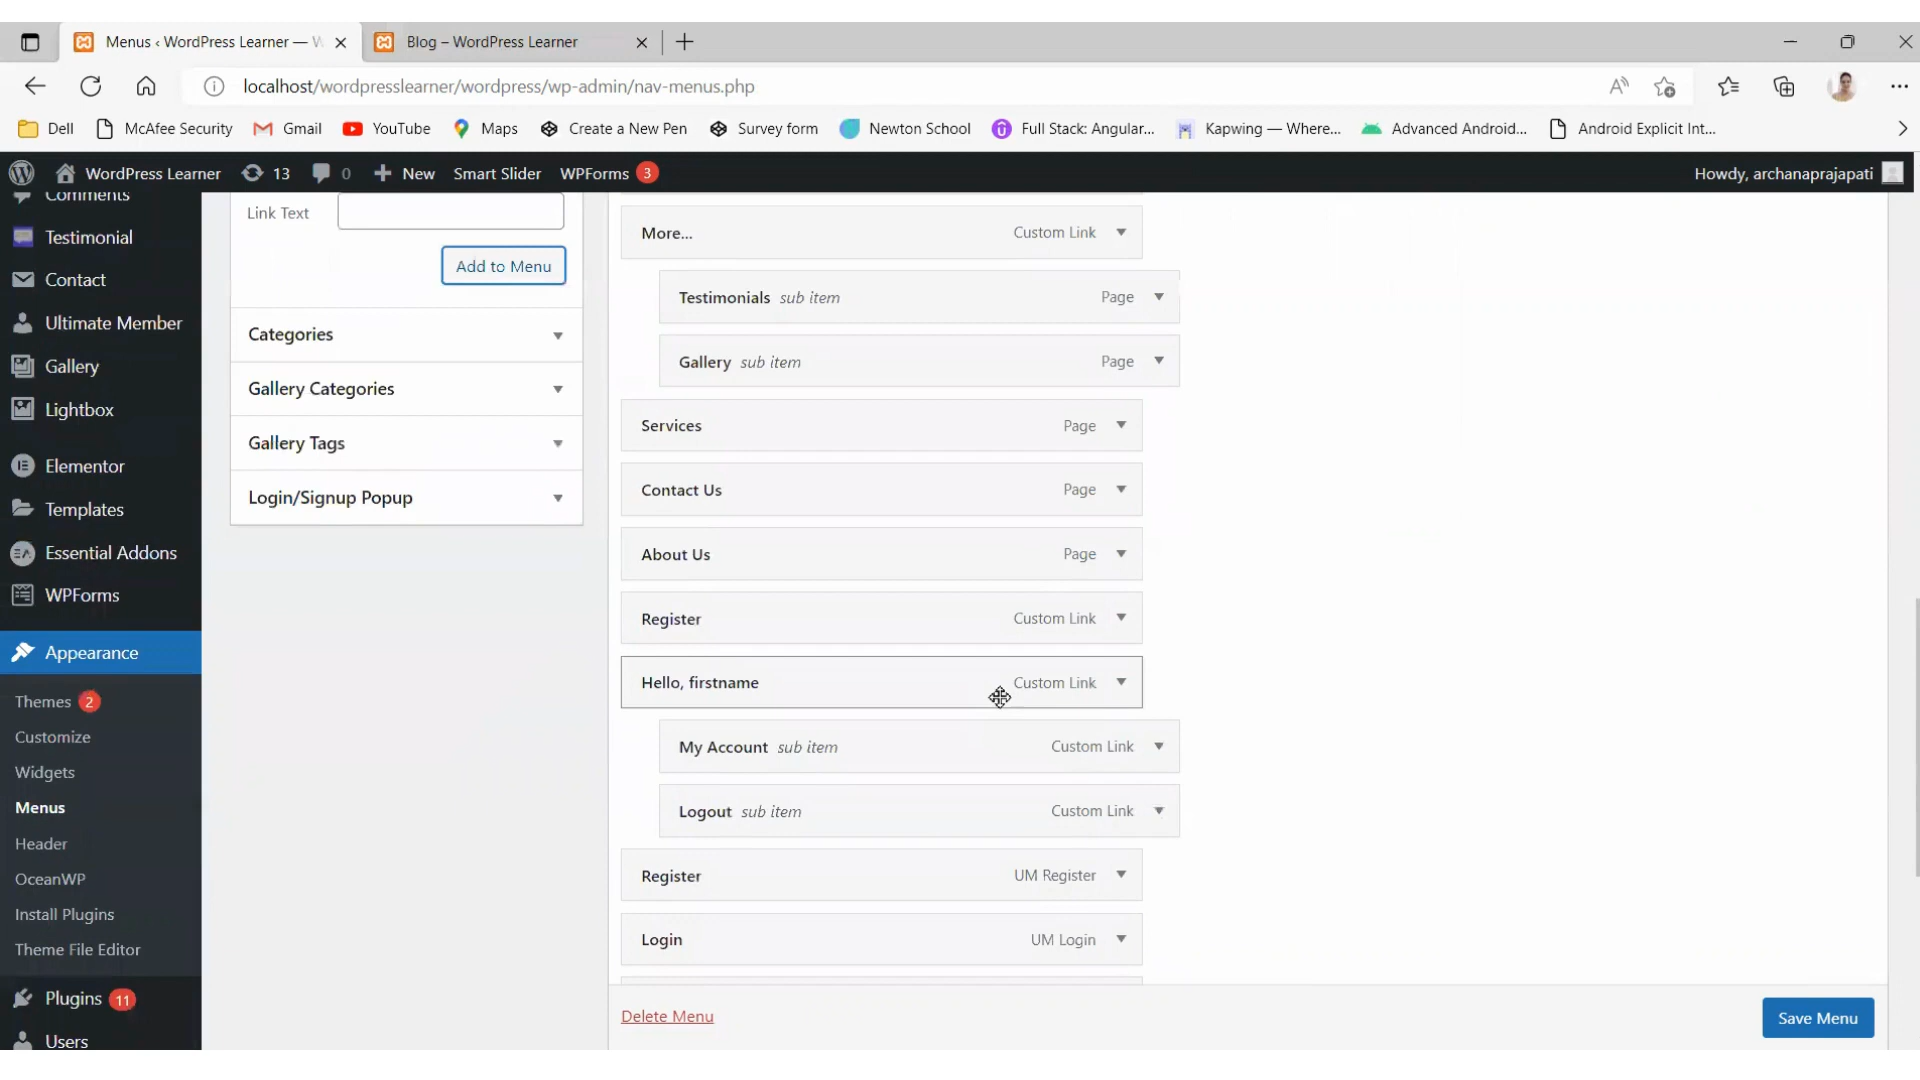 Menus ‹ WordPress Learner — W
Blog – WordPress Learner
localhost/wordpresslearner/wordpress/wp-admin/nav-menus.php
Dell
McAfee Security
Gmail
YouTube
Maps
Create a New Pen
Survey form
Newton School
Full Stack: Angular...
Kapwing — Where...
Advanced Android...
Android Explicit Int...
WordPress Learner
13
0
New
Smart Slider
WPForms 3
Howdy, archanaprajapati
Comments
Testimonial
Contact
Ultimate Member
Gallery
Lightbox
Elementor
Templates
Essential Addons
WPForms
Appearance
Themes 2
Customize
Widgets
Menus
Header
OceanWP
Install Plugins
Theme File Editor
Plugins 11
Users
Link Text
Add to Menu
Categories
Gallery Categories
Gallery Tags
Login/Signup Popup
More... Custom Link
Testimonials sub item Page
Gallery sub item Page
Services Page
Contact Us Page
About Us Page
Register Custom Link
Hello, firstname Custom Link
My Account sub item Custom Link
Logout sub item Custom Link
Register UM Register
Login UM Login
Delete Menu
Save Menu